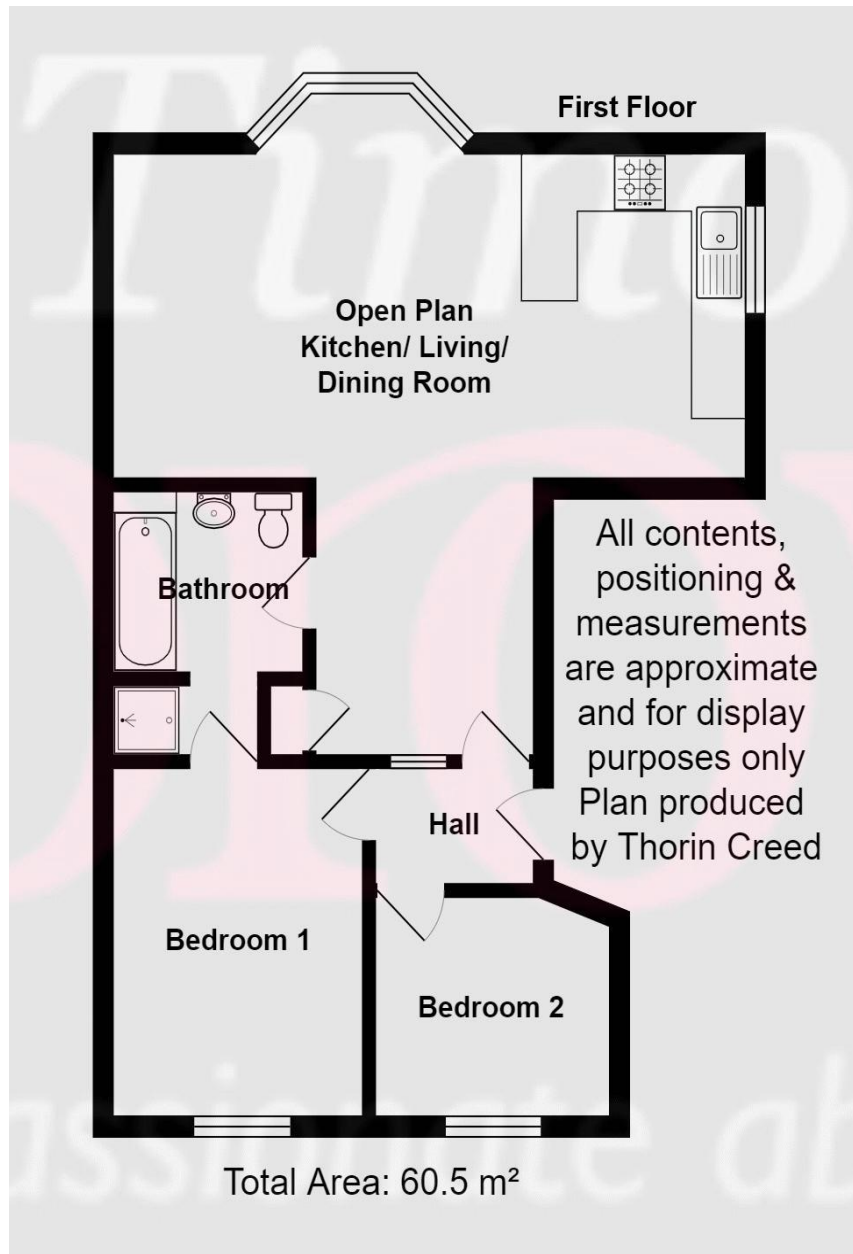 First Floor
Open Plan
Kitchen/ Living/
Dining Room
Bathroom
All contents,
positioning &
measurements
are approximate
and for display
purposes only
Plan produced
by Thorin Creed
Hall
Bedroom 1
Bedroom 2
Total Area: 60.5 m²